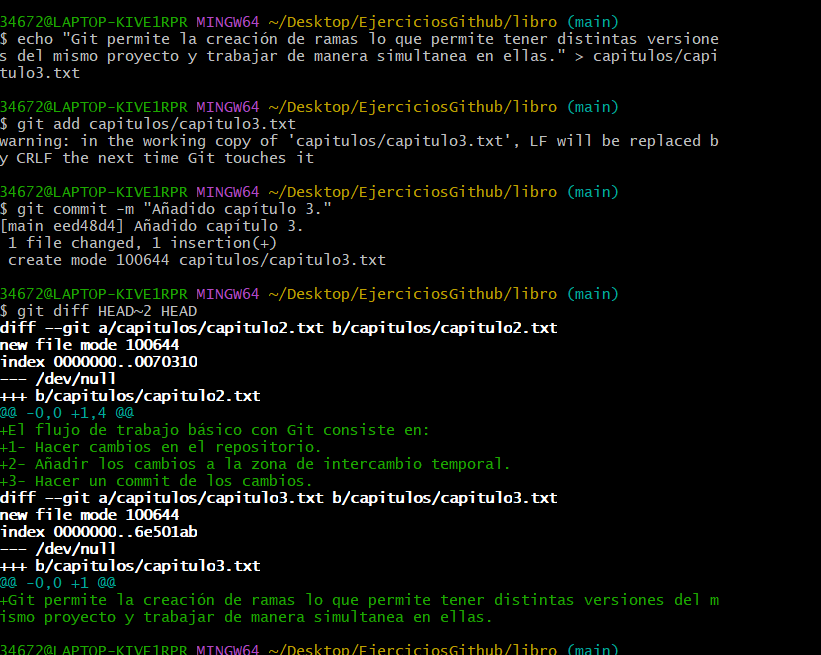 34672@LAPTOP-KIVE1RPR MINGW64 ~/Desktop/EjerciciosGithub/libro (main)
$ echo "Git permite la creación de ramas lo que permite tener distintas versione
s del mismo proyecto y trabajar de manera simultanea en ellas." > capitulos/capi
tulo3.txt
34672@LAPTOP-KIVE1RPR MINGW64 ~/Desktop/EjerciciosGithub/libro (main)
$ git add capitulos/capitulo3.txt
warning: in the working copy of 'capitulos/capitulo3.txt', LF will be replaced b
y CRLF the next time Git touches it
34672@LAPTOP-KIVE1RPR MINGW64 ~/Desktop/EjerciciosGithub/libro (main)
$ git commit -m "Añadido capítulo 3."
[main eed48d4] Añadido capítulo 3.
 1 file changed, 1 insertion(+)
 create mode 100644 capitulos/capitulo3.txt
34672@LAPTOP-KIVE1RPR MINGW64 ~/Desktop/EjerciciosGithub/libro (main)
$ git diff HEAD~2 HEAD
diff --git a/capitulos/capitulo2.txt b/capitulos/capitulo2.txt
new file mode 100644
index 0000000..0070310
--- /dev/null
+++ b/capitulos/capitulo2.txt
@@ -0,0 +1,4 @@
+El flujo de trabajo básico con Git consiste en:
+1- Hacer cambios en el repositorio.
+2- Añadir los cambios a la zona de intercambio temporal.
+3- Hacer un commit de los cambios.
diff --git a/capitulos/capitulo3.txt b/capitulos/capitulo3.txt
new file mode 100644
index 0000000..6e501ab
--- /dev/null
+++ b/capitulos/capitulo3.txt
@@ -0,0 +1 @@
+Git permite la creación de ramas lo que permite tener distintas versiones del m
ismo proyecto y trabajar de manera simultanea en ellas.
34672@LAPTOP-KIVE1RPR MINGW64 ~/Desktop/EjerciciosGithub/libro (main)